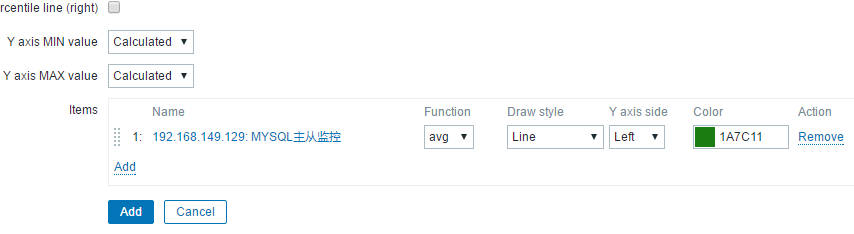 rcentile line (right)
Y axis MIN value Calculated
Y axis MAX value Calculated
Items Name Function Draw style Y axis side Color Action
1: 192.168.149.129: MYSQL主从监控 avg Line Left 1A7C11 Remove
Add
Add Cancel